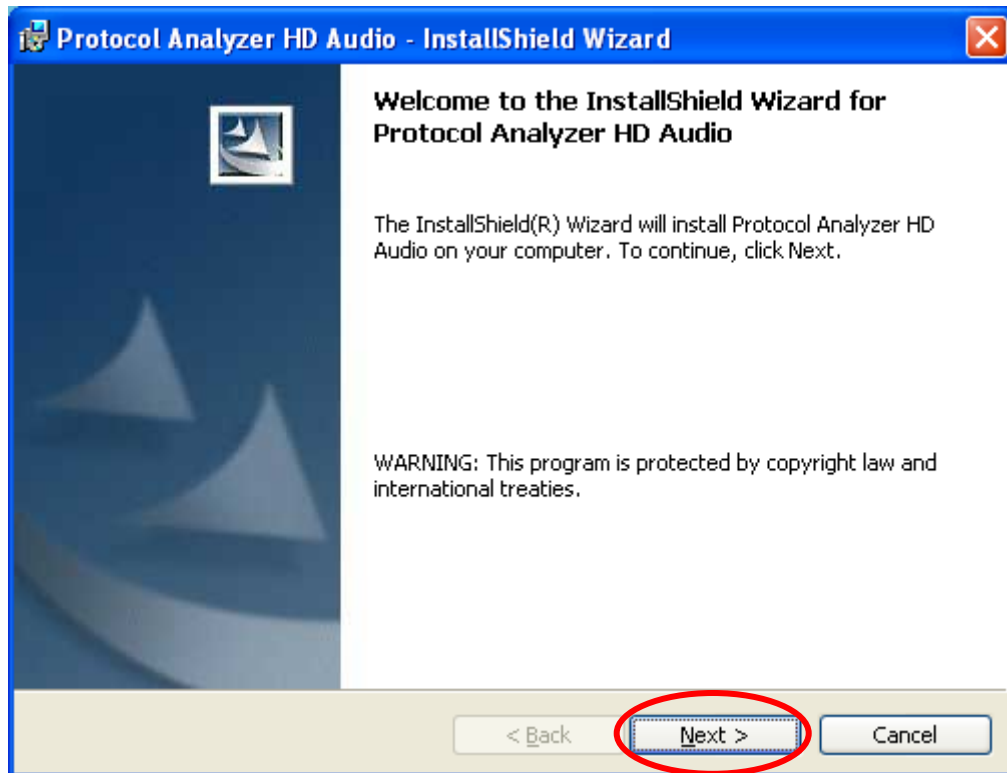 Protocol Analyzer HD Audio - InstallShield Wizard
Welcome to the InstallShield Wizard for
Protocol Analyzer HD Audio
The InstallShield(R) Wizard will install Protocol Analyzer HD
Audio on your computer. To continue, click Next.
WARNING: This program is protected by copyright law and
international treaties.
< Back Next > Cancel